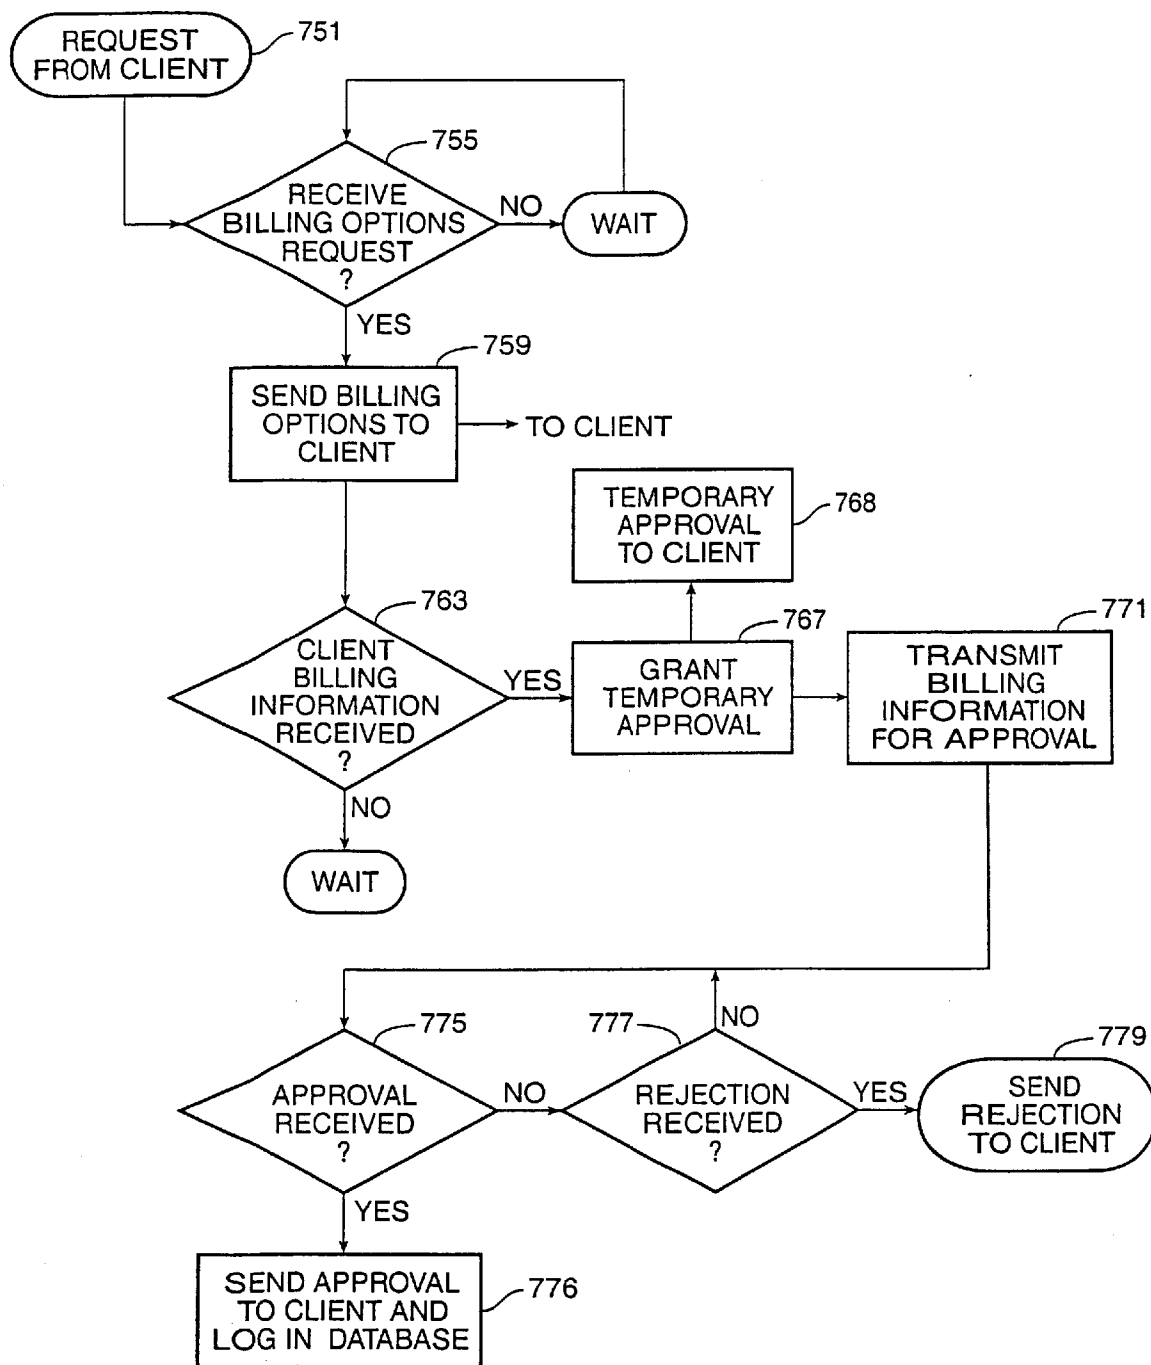 REQUEST
FROM CLIENT
751
755
RECEIVE
BILLING OPTIONS
REQUEST
?
NO
WAIT
YES
759
SEND BILLING
OPTIONS TO
CLIENT
TO CLIENT
TEMPORARY
APPROVAL
TO CLIENT
768
763
CLIENT
BILLING
INFORMATION
RECEIVED
?
YES
767
GRANT
TEMPORARY
APPROVAL
771
TRANSMIT
BILLING
INFORMATION
FOR APPROVAL
NO
WAIT
775
APPROVAL
RECEIVED
?
NO
777
NO
REJECTION
RECEIVED
?
YES
779
SEND
REJECTION
TO CLIENT
YES
SEND APPROVAL
TO CLIENT AND
LOG IN DATABASE
776